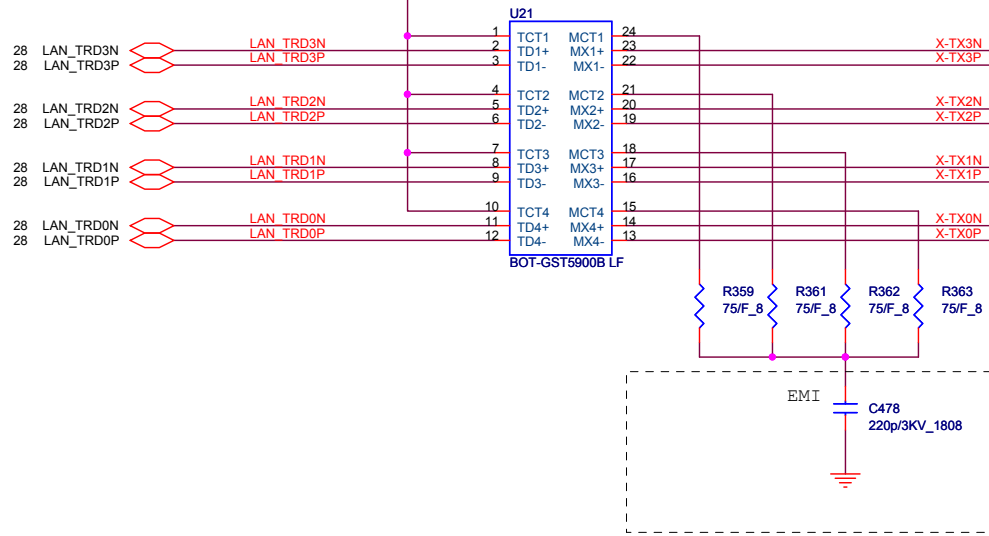 U21
1 TCT1 MCT1 24
28 LAN_TRD3N LAN_TRD3N 2 TD1+ MX1+ 23 X-TX3N
28 LAN_TRD3P LAN_TRD3P 3 TD1- MX1- 22 X-TX3P
4 TCT2 MCT2 21
28 LAN_TRD2N LAN_TRD2N 5 TD2+ MX2+ 20 X-TX2N
28 LAN_TRD2P LAN_TRD2P 6 TD2- MX2- 19 X-TX2P
7 TCT3 MCT3 18
28 LAN_TRD1N LAN_TRD1N 8 TD3+ MX3+ 17 X-TX1N
28 LAN_TRD1P LAN_TRD1P 9 TD3- MX3- 16 X-TX1P
10 TCT4 MCT4 15
28 LAN_TRD0N LAN_TRD0N 11 TD4+ MX4+ 14 X-TX0N
28 LAN_TRD0P LAN_TRD0P 12 TD4- MX4- 13 X-TX0P
BOT-GST5900B LF
R359 R361 R362 R363
75/F_8 75/F_8 75/F_8 75/F_8
EMI
C478
220p/3KV_1808